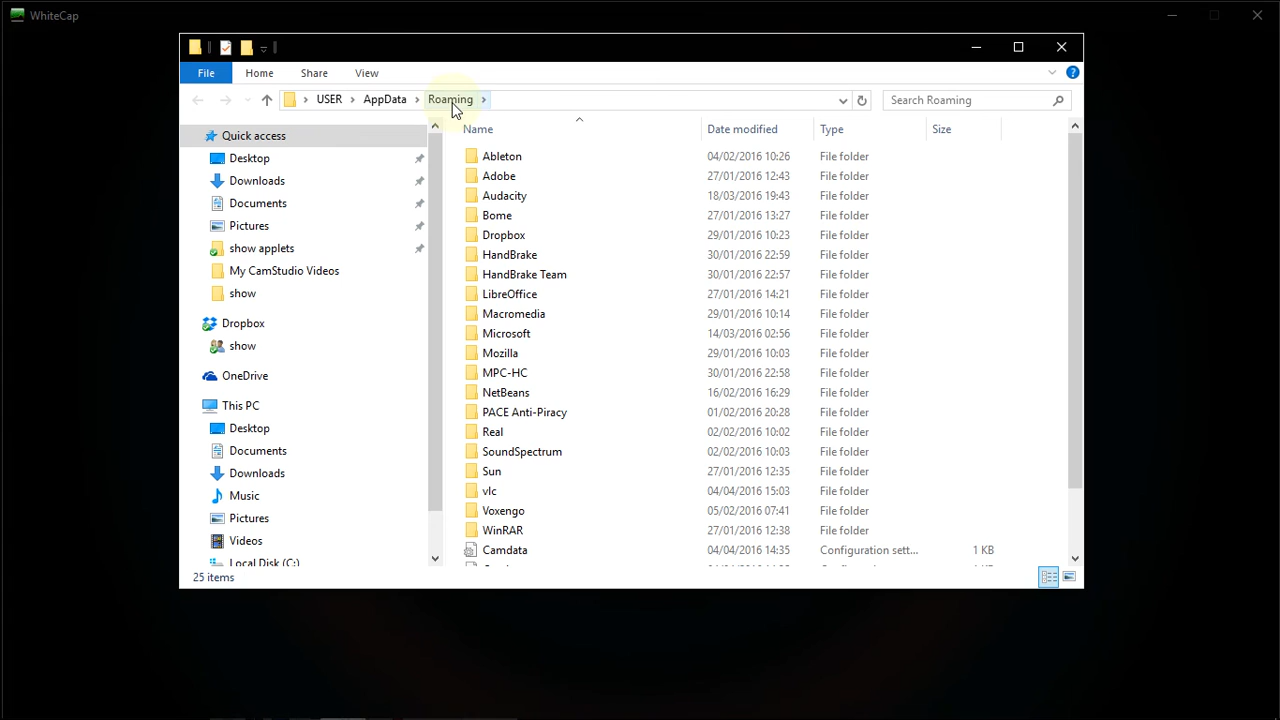 WhiteCap
File Home Share View
USER AppData Roaming Search Roaming
Quick access
Desktop
Downloads
Documents
Pictures
show applets
My CamStudio Videos
show
Dropbox
show
OneDrive
This PC
Desktop
Documents
Downloads
Music
Pictures
Videos
Local Disk (C:)
Name Date modified Type Size
Ableton 04/02/2016 10:26 File folder
Adobe 27/01/2016 12:43 File folder
Audacity 18/03/2016 19:43 File folder
Bome 27/01/2016 13:27 File folder
Dropbox 29/01/2016 10:23 File folder
HandBrake 30/01/2016 22:59 File folder
HandBrake Team 30/01/2016 22:57 File folder
LibreOffice 27/01/2016 14:21 File folder
Macromedia 29/01/2016 10:14 File folder
Microsoft 14/03/2016 02:56 File folder
Mozilla 29/01/2016 10:03 File folder
MPC-HC 30/01/2016 22:58 File folder
NetBeans 16/02/2016 16:29 File folder
PACE Anti-Piracy 01/02/2016 20:28 File folder
Real 02/02/2016 10:02 File folder
SoundSpectrum 02/02/2016 10:03 File folder
Sun 27/01/2016 12:35 File folder
vlc 04/04/2016 15:03 File folder
Voxengo 05/02/2016 07:41 File folder
WinRAR 27/01/2016 12:38 File folder
Camdata 04/04/2016 14:35 Configuration sett... 1 KB
25 items